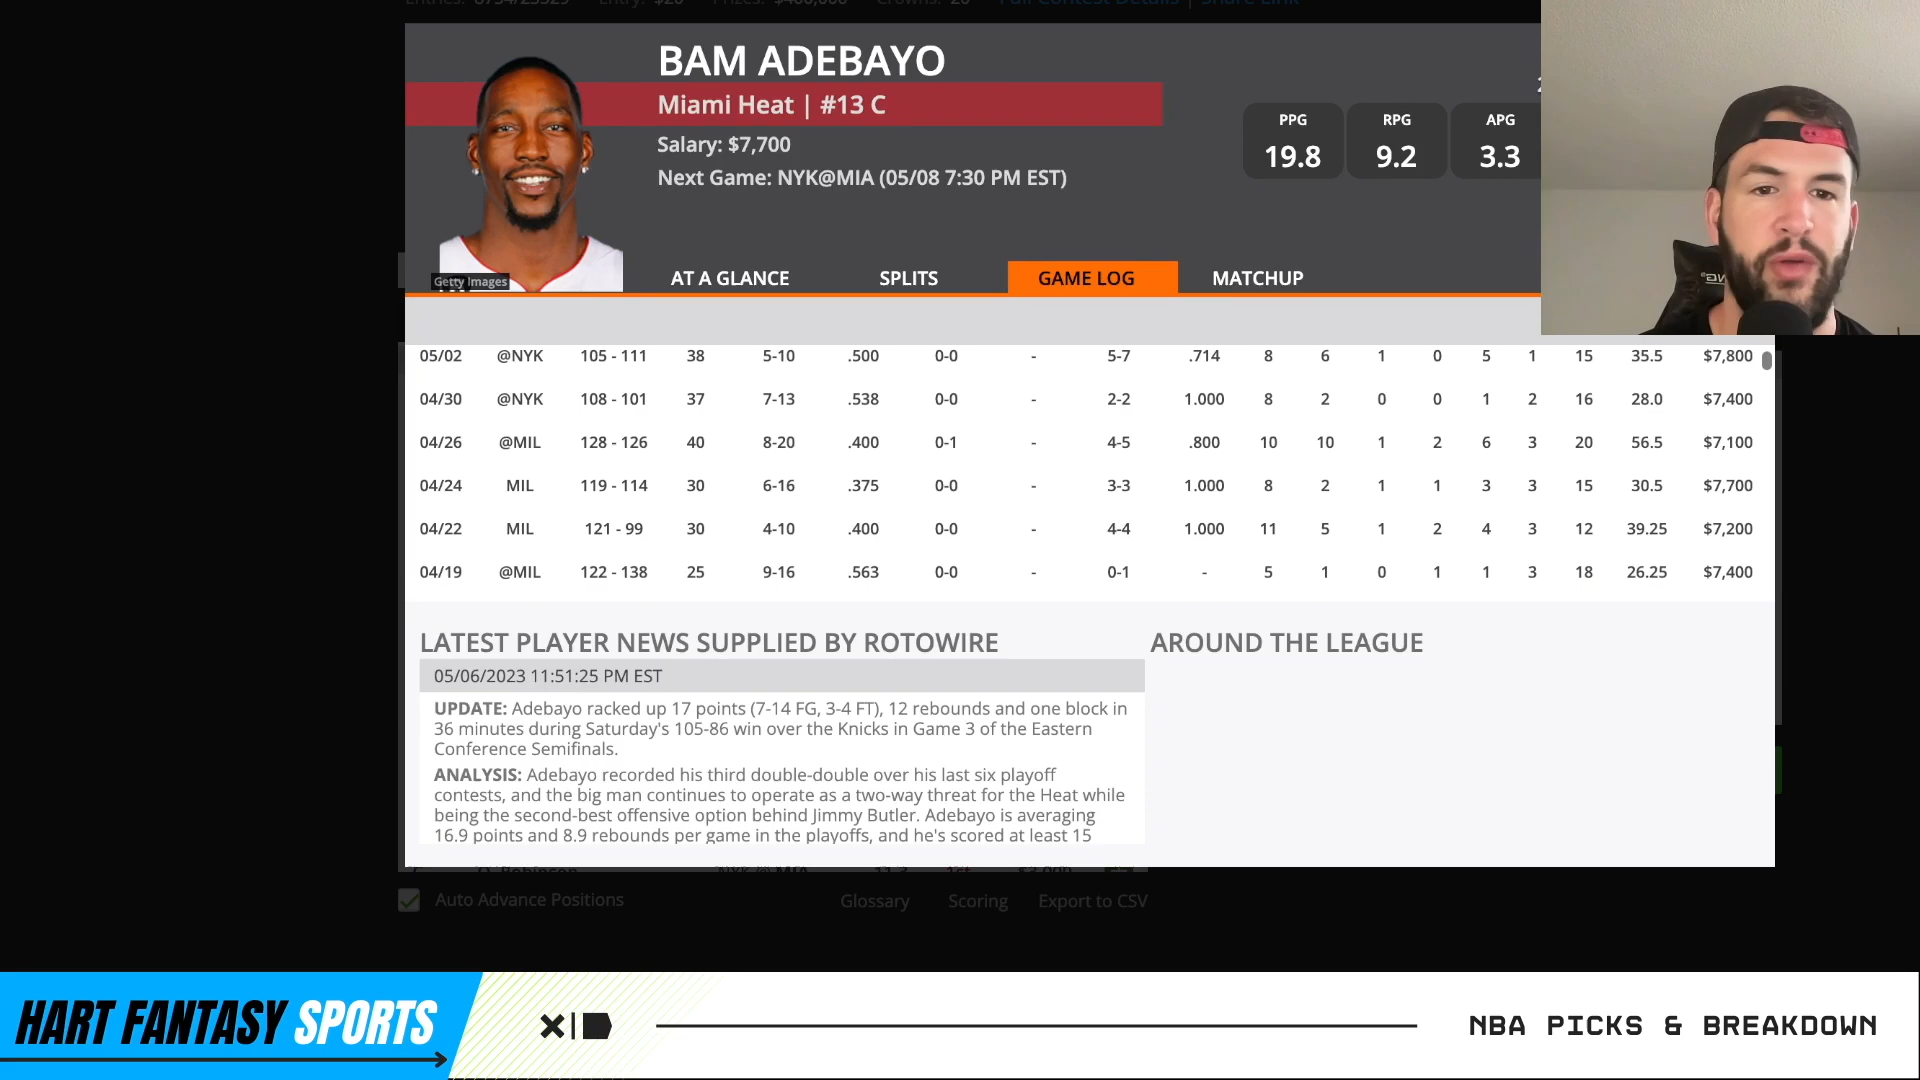 Entries: 8754/23529 Entry: $20 Prizes: $400,000 Crowns: 20 Full Contest Details | Share Link
BAM ADEBAYO
Miami Heat | #13 C
Salary: $7,700
Next Game: NYK@MIA (05/08 7:30 PM EST)
PPG RPG APG
19.8 9.2 3.3
Getty Images
AT A GLANCE SPLITS GAME LOG MATCHUP
05/02 @NYK 105 - 111 38 5-10 .500 0-0 - 5-7 .714 8 6 1 0 5 1 15 35.5 $7,800
04/30 @NYK 108 - 101 37 7-13 .538 0-0 - 2-2 1.000 8 2 0 0 1 2 16 28.0 $7,400
04/26 @MIL 128 - 126 40 8-20 .400 0-1 - 4-5 .800 10 10 1 2 6 3 20 56.5 $7,100
04/24 MIL 119 - 114 30 6-16 .375 0-0 - 3-3 1.000 8 2 1 1 3 3 15 30.5 $7,700
04/22 MIL 121 - 99 30 4-10 .400 0-0 - 4-4 1.000 11 5 1 2 4 3 12 39.25 $7,200
04/19 @MIL 122 - 138 25 9-16 .563 0-0 - 0-1 - 5 1 0 1 1 3 18 26.25 $7,400
LATEST PLAYER NEWS SUPPLIED BY ROTOWIRE
AROUND THE LEAGUE
05/06/2023 11:51:25 PM EST
UPDATE: Adebayo racked up 17 points (7-14 FG, 3-4 FT), 12 rebounds and one block in
36 minutes during Saturday's 105-86 win over the Knicks in Game 3 of the Eastern
Conference Semifinals.
ANALYSIS: Adebayo recorded his third double-double over his last six playoff
contests, and the big man continues to operate as a two-way threat for the Heat while
being the second-best offensive option behind Jimmy Butler. Adebayo is averaging
16.9 points and 8.9 rebounds per game in the playoffs, and he's scored at least 15
Auto Advance Positions Glossary Scoring Export to CSV
HART FANTASY SPORTS
NBA PICKS & BREAKDOWN